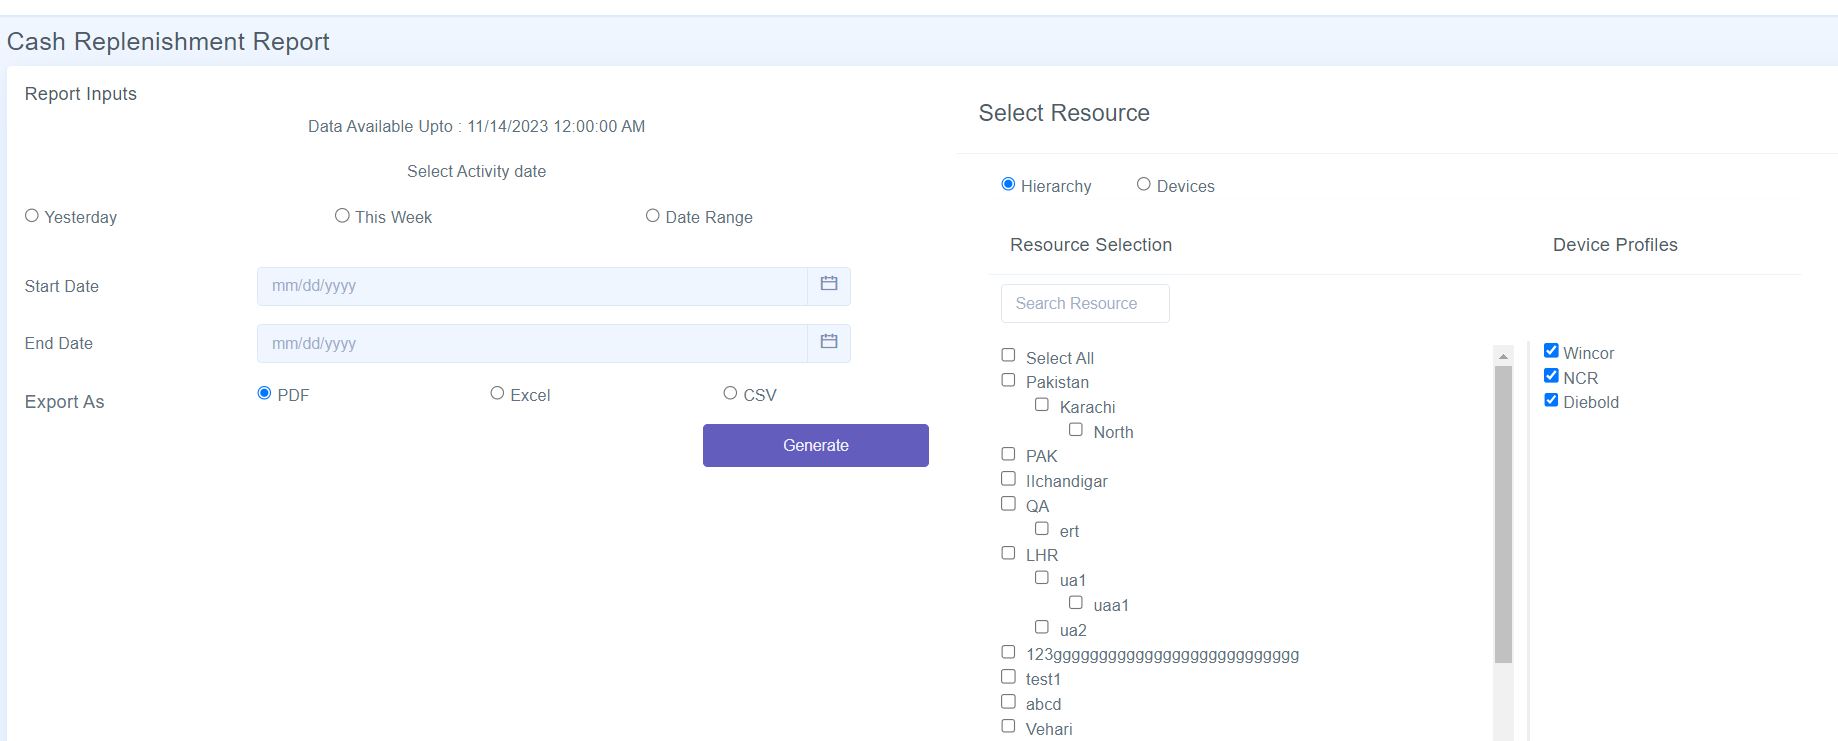 Cash Replenishment Report
Report Inputs
Data Available Upto : 11/14/2023 12:00:00 AM
Select Activity date
Yesterday
This Week
Date Range
Start Date
mm/dd/yyyy
End Date
mm/dd/yyyy
Export As
PDF
Excel
CSV
Generate
Select Resource
Hierarchy
Devices
Resource Selection
Search Resource
Select All
Pakistan
Karachi
North
PAK
IIchandigar
QA
ert
LHR
ua1
uaa1
ua2
123ggggggggggggggggggggggggggg
test1
abcd
Vehari
Device Profiles
Wincor
NCR
Diebold